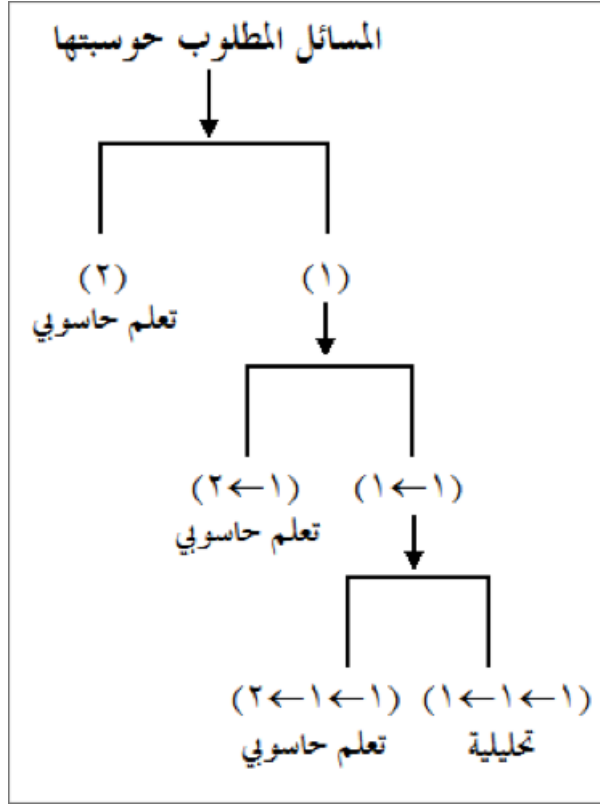 المسائل المطلوب حوسبتها
(١)
(٢)
تعلم حاسوبي
(١←١)
(١←٢)
تعلم حاسوبي
(١←١←١)
تحليلية
(١←١←٢)
تعلم حاسوبي